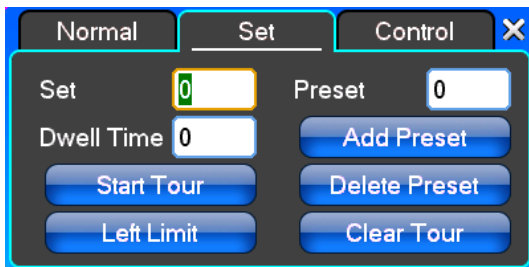 Normal Set Control
Set 0 Preset 0
Dwell Time 0 Add Preset
Start Tour Delete Preset
Left Limit Clear Tour